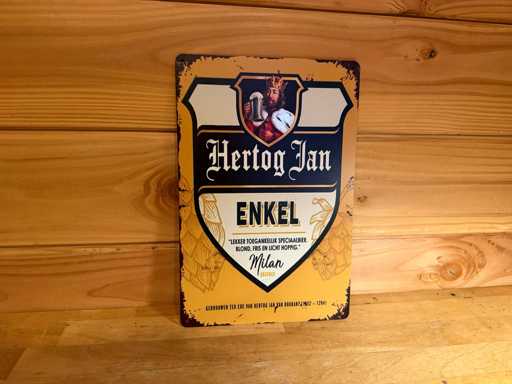 Hertog Jan
ENKEL
"LEKKER TOEGANKELIJK SPECIAALBIER.
BLOND, FRIS EN LICHT HOPPIG."
Milan
GEBROUWEN TER ERE VAN HERTOG JAN VAN BRABANT